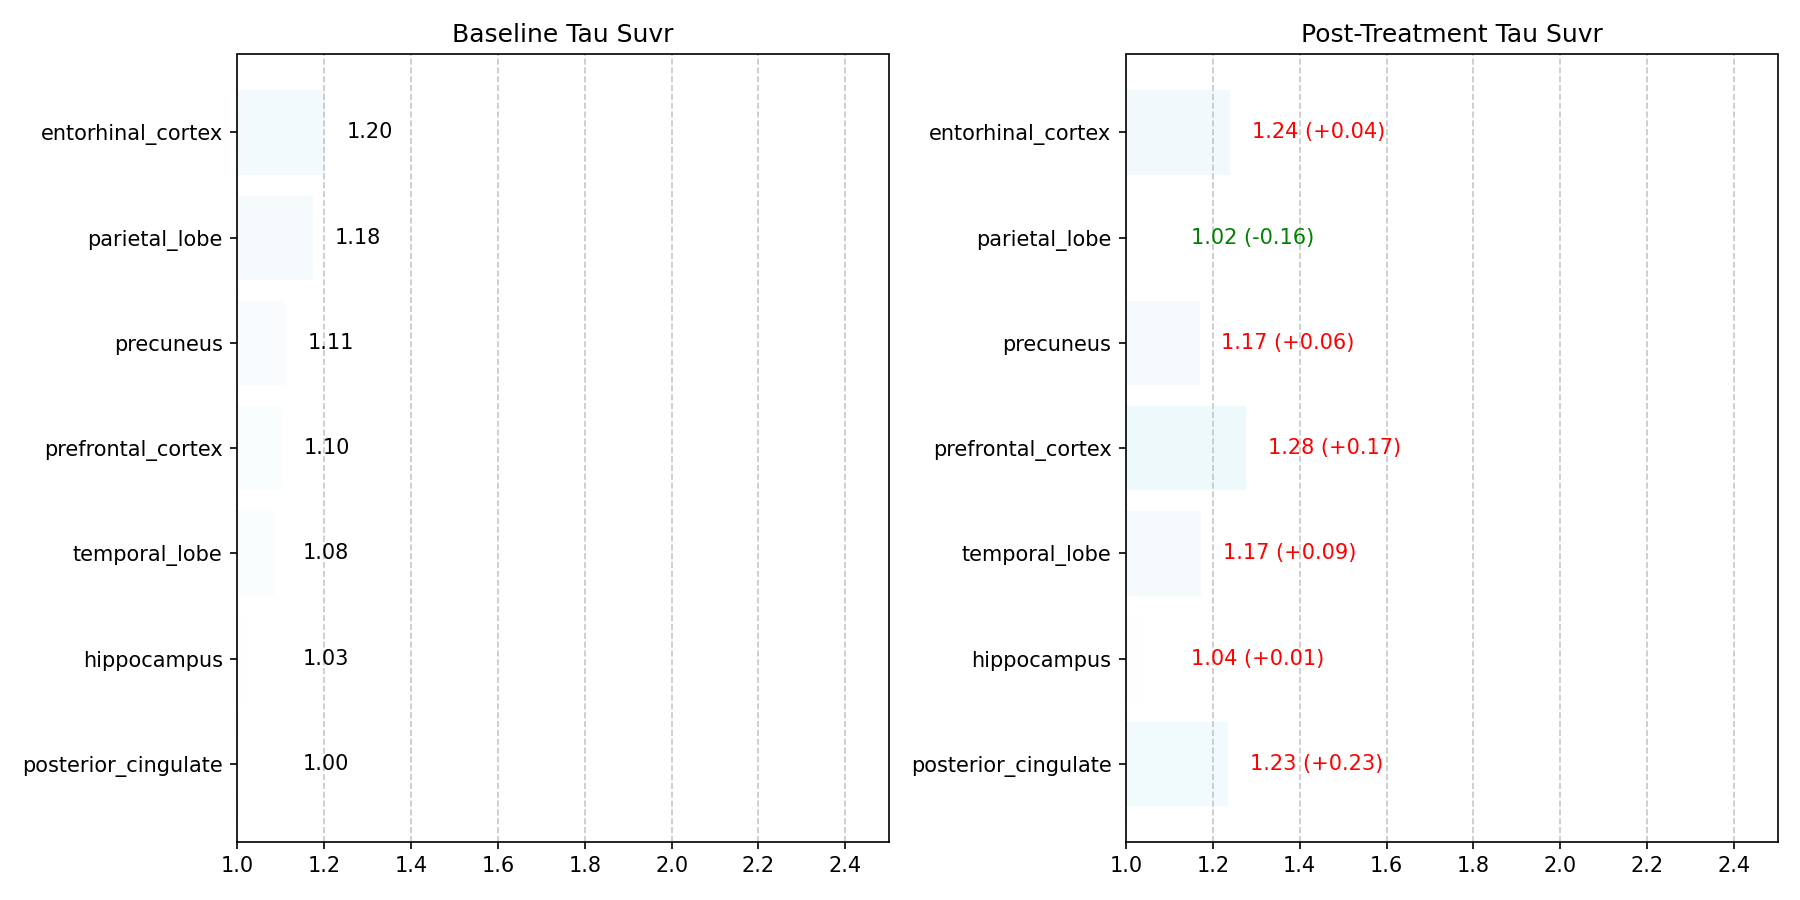 Baseline Tau Suvr
entorhinal_cortex 1.20
parietal_lobe 1.18
precuneus 1.11
prefrontal_cortex 1.10
temporal_lobe 1.08
hippocampus 1.03
posterior_cingulate 1.00
1.0 1.2 1.4 1.6 1.8 2.0 2.2 2.4
Post-Treatment Tau Suvr
entorhinal_cortex 1.24 (+0.04)
parietal_lobe 1.02 (-0.16)
precuneus 1.17 (+0.06)
prefrontal_cortex 1.28 (+0.17)
temporal_lobe 1.17 (+0.09)
hippocampus 1.04 (+0.01)
posterior_cingulate 1.23 (+0.23)
1.0 1.2 1.4 1.6 1.8 2.0 2.2 2.4